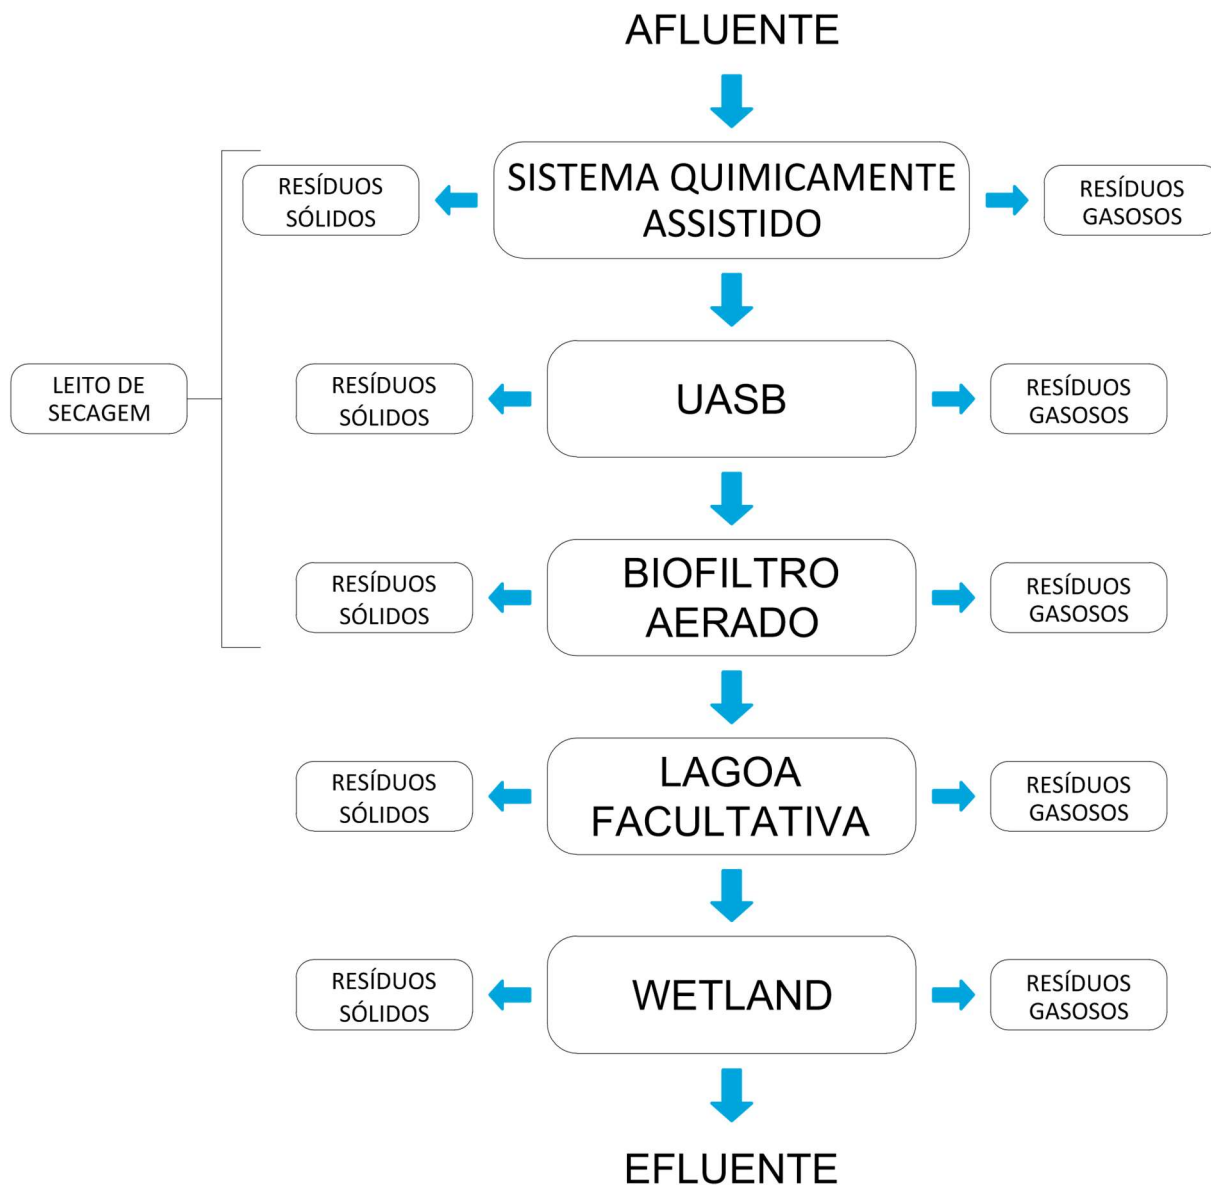 AFLUENTE
RESÍDUOS
SÓLIDOS
SISTEMA QUIMICAMENTE
ASSISTIDO
RESÍDUOS
GASOSOS
LEITO DE
SECAGEM
RESÍDUOS
SÓLIDOS
UASB
RESÍDUOS
GASOSOS
RESÍDUOS
SÓLIDOS
BIOFILTRO
AERADO
RESÍDUOS
GASOSOS
RESÍDUOS
SÓLIDOS
LAGOA
FACULTATIVA
RESÍDUOS
GASOSOS
RESÍDUOS
SÓLIDOS
WETLAND
RESÍDUOS
GASOSOS
EFLUENTE